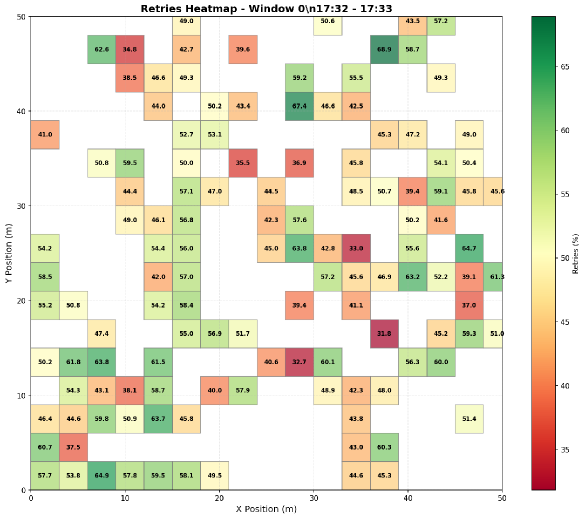 Retries Heatmap - Window 0\n17:32 - 17:33
50
49.0 50.6 43.5 57.2
62.6 34.8 42.7 39.6 68.9 58.7
38.5 46.6 49.3 59.2 55.5 49.3
44.0 50.2 43.4 67.4 46.6 42.5
40
41.0 52.7 53.1 45.3 47.2 49.0
50.8 59.5 50.0 35.5 36.9 45.8 54.1 50.4
44.4 57.1 47.0 44.5 48.5 50.7 39.4 59.1 45.8 45.6
30
49.0 46.1 56.8 42.3 57.6 50.2 41.6
54.2 54.4 56.0 45.0 63.8 42.8 33.0 55.6 64.7
58.5 42.0 57.0 57.2 45.6 46.9 63.2 52.2 39.1 61.3
20
55.2 50.8 54.2 58.4 39.4 41.1 37.0
47.4 55.0 56.9 51.7 31.8 45.2 59.3 51.0
50.2 61.8 63.8 61.5 40.6 32.7 60.1 56.3 60.0
54.3 43.1 38.1 58.7 40.0 57.9 48.9 42.3 48.0
10
46.4 44.6 59.8 50.9 63.7 45.8 43.8 51.4
60.7 37.5 43.0 60.3
57.7 53.8 64.9 57.8 59.5 58.1 49.5 44.6 45.3
0
0 10 20 30 40 50
X Position (m)
Y Position (m)
65
60
55
50
45
40
35
Retries (%)